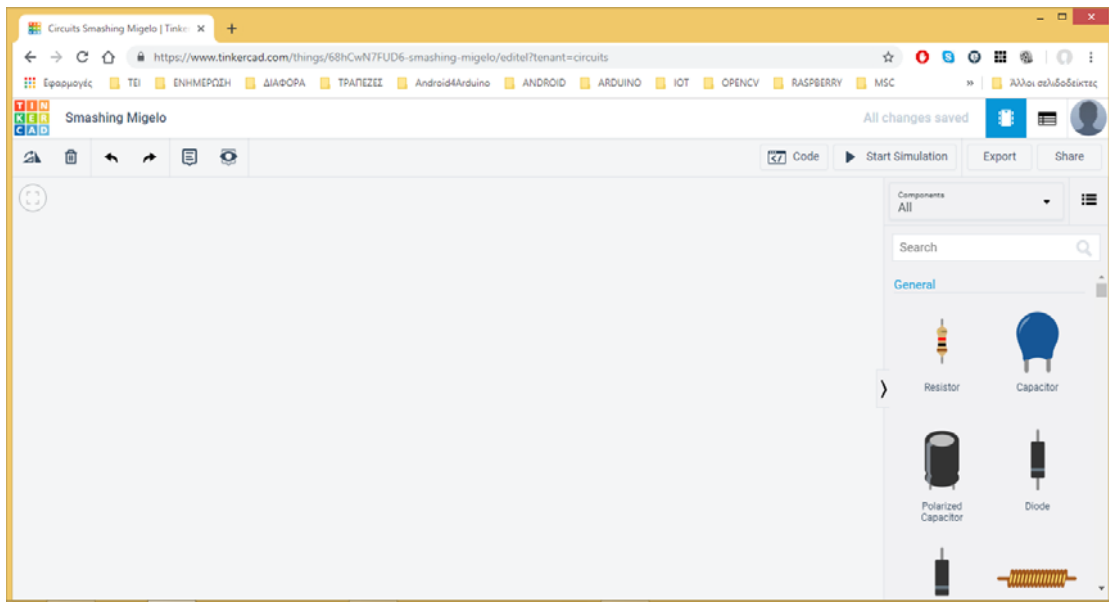 Circuits Smashing Migelo | Tinke
https://www.tinkercad.com/things/68hCwN7FUD6-smashing-migelo/editel?tenant=circuits
Εφαρμογές ΤΕΙ ΕΝΗΜΕΡΩΣΗ ΔΙΑΦΟΡΑ ΤΡΑΠΕΖΕΣ Android4Arduino ANDROID ARDUINO IOT OPENCV RASPBERRY MSC » Άλλοι σελιδοδείκτες
TIN
KER
CAD
Smashing Migelo
All changes saved
Code Start Simulation Export Share
Components
All
Search
General
Resistor Capacitor
Polarized
Capacitor
Diode